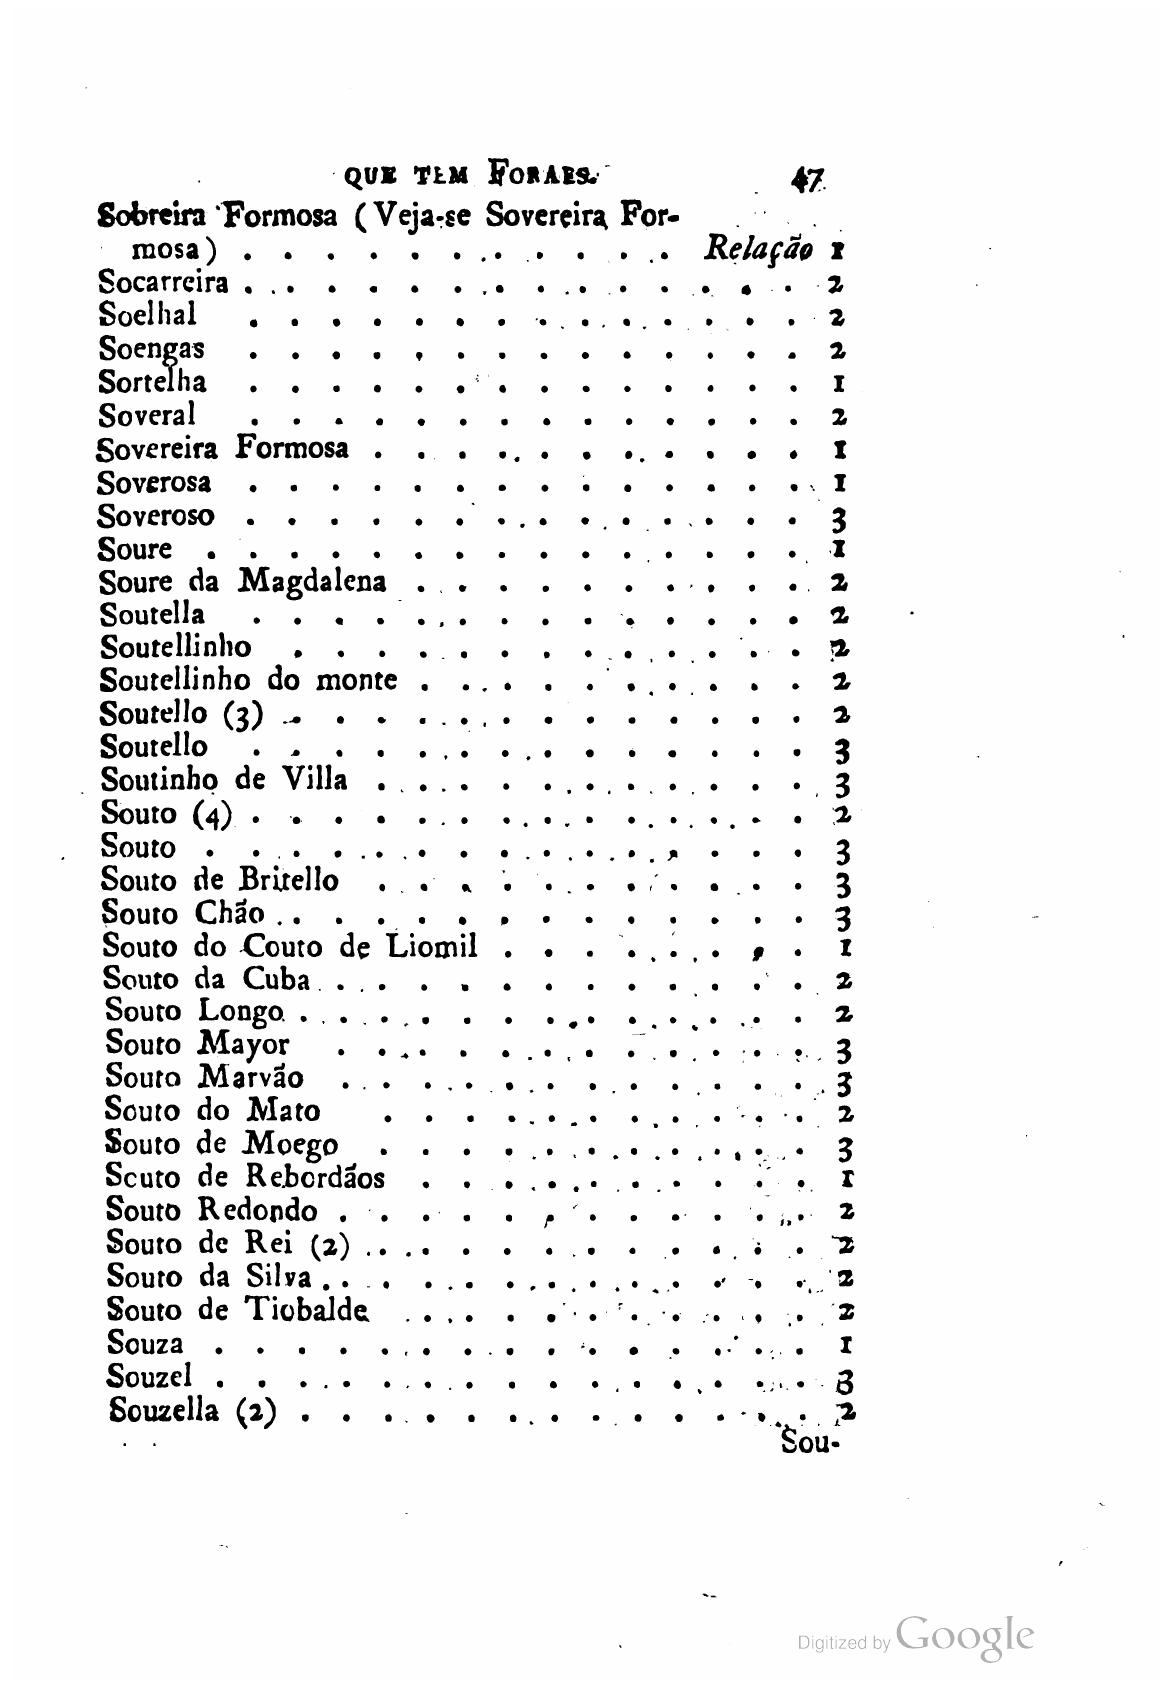 QUE TEM FORAES. 47
Sobreira Formosa (Veja-se Sovereira For-
mosa) . . . . . . . . . . . Relação 1
Socarreira . . . . . . . . . . . . . 2
Soelhal . . . . . . . . . . . . . . 2
Soengas . . . . . . . . . . . . . . 2
Sortelha . . . . . . . . . . . . . . 1
Soveral . . . . . . . . . . . . . . 2
Sovereira Formosa . . . . . . . . . . . 1
Soverosa . . . . . . . . . . . . . . 1
Soveroso . . . . . . . . . . . . . . 3
Soure . . . . . . . . . . . . . . . 1
Soure da Magdalena . . . . . . . . . . 2
Soutella . . . . . . . . . . . . . . 2
Soutellinho . . . . . . . . . . . . . 2
Soutellinho do monte . . . . . . . . . . 2
Soutello (3) . . . . . . . . . . . . . 2
Soutello . . . . . . . . . . . . . . 3
Soutinho de Villa . . . . . . . . . . . 3
Souto (4) . . . . . . . . . . . . . . 2
Souto . . . . . . . . . . . . . . . 3
Souto de Britello . . . . . . . . . . . 3
Souto Chão . . . . . . . . . . . . . 3
Souto do Couto de Liomil . . . . . . . . 1
Souto da Cuba . . . . . . . . . . . . 2
Souto Longo . . . . . . . . . . . . . 2
Souto Mayor . . . . . . . . . . . . 3
Souto Marvão . . . . . . . . . . . . 3
Souto do Mato . . . . . . . . . . . 2
Souto de Moego . . . . . . . . . . . 3
Scuto de Rebordãos . . . . . . . . . . 1
Souto Redondo . . . . . . . . . . . . 2
Souto de Rei (2) . . . . . . . . . . . 2
Souto da Silva . . . . . . . . . . . . 2
Souto de Tiobalde . . . . . . . . . . 2
Souza . . . . . . . . . . . . . . . 1
Souzel . . . . . . . . . . . . . . . 3
Souzella (2) . . . . . . . . . . . . . 2
Sou-
Digitized by Google